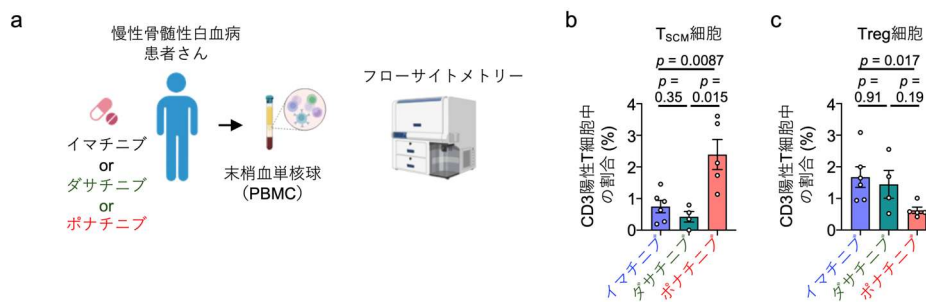 a
慢性骨髄性白血病
患者さん
イマチニブ
or
ダサチニブ
or
ポナチニブ
末梢血単核球
（PBMC）
フローサイトメトリー
b
TSCM細胞
p = 0.0087
p = p =
0.35 0.015
CD3陽性T細胞中
の割合 (%)
4
3
2
1
0
イマチニブ
ダサチニブ
ポナチニブ
c
Treg細胞
p = 0.017
p = p =
0.91 0.19
CD3陽性T細胞中
の割合 (%)
4
3
2
1
0
イマチニブ
ダサチニブ
ポナチニブ